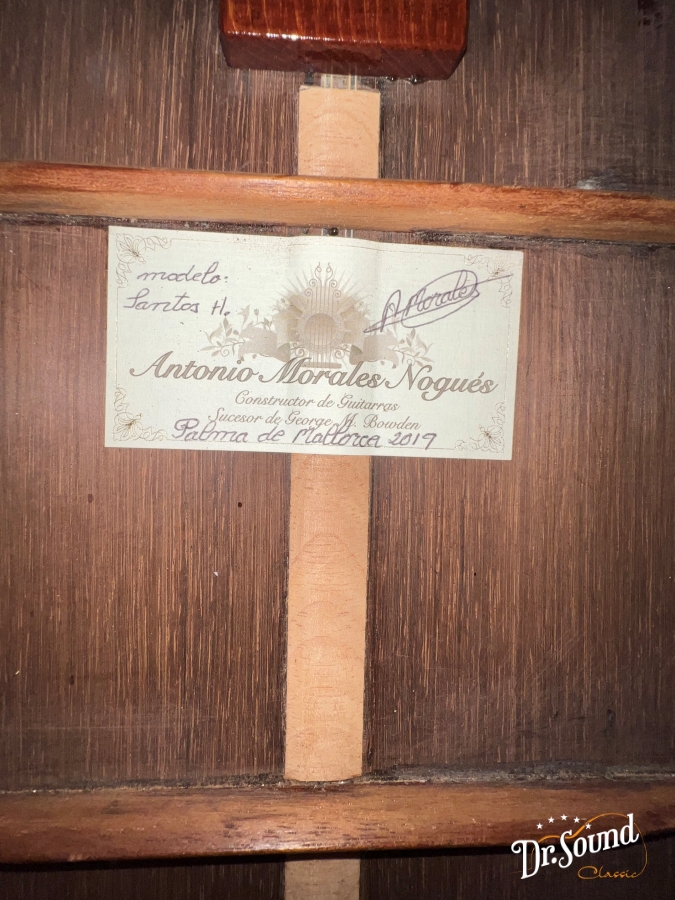 modelo:
Santos H.
A. Morales
Antonio Morales Nogués
Constructor de Guitarras
Sucesor de George M. Bowden
Palma de Mallorca 2019
Dr. Sound
Classic